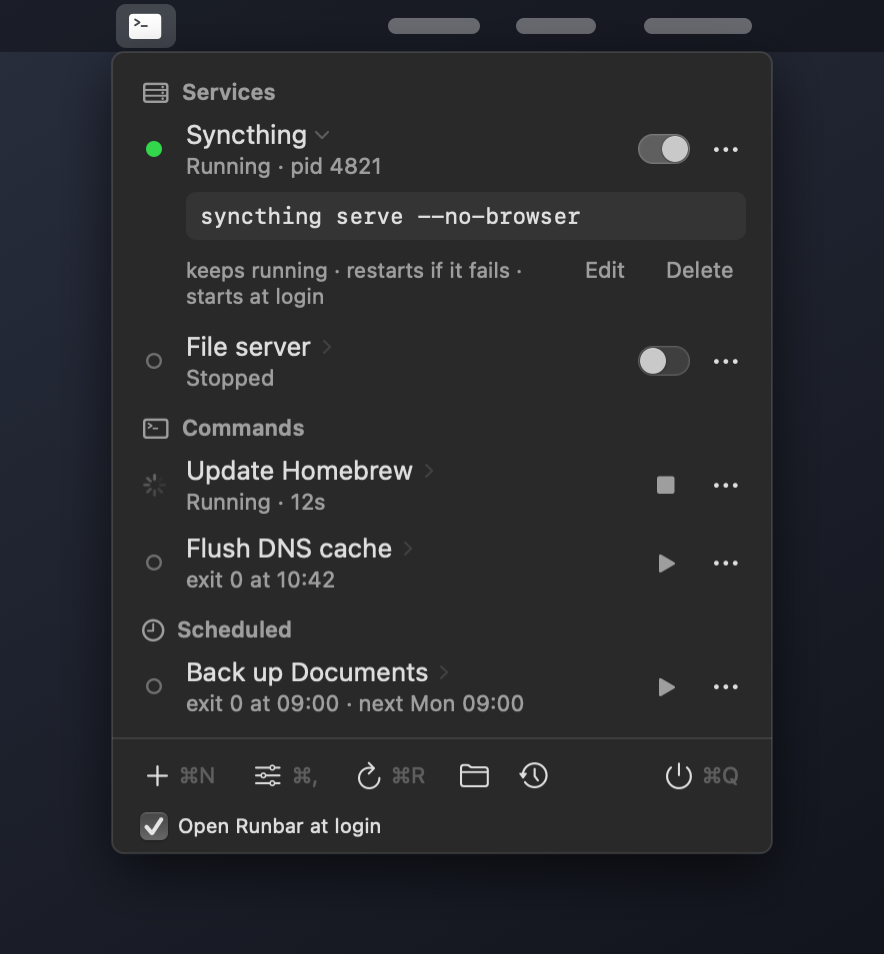 Services
Syncthing
Running · pid 4821
syncthing serve --no-browser
keeps running · restarts if it fails ·
starts at login
Edit
Delete
File server
Stopped
Commands
Update Homebrew
Running · 12s
Flush DNS cache
exit 0 at 10:42
Scheduled
Back up Documents
exit 0 at 09:00 · next Mon 09:00
⌘N ⌘, ⌘R ⌘Q
Open Runbar at login